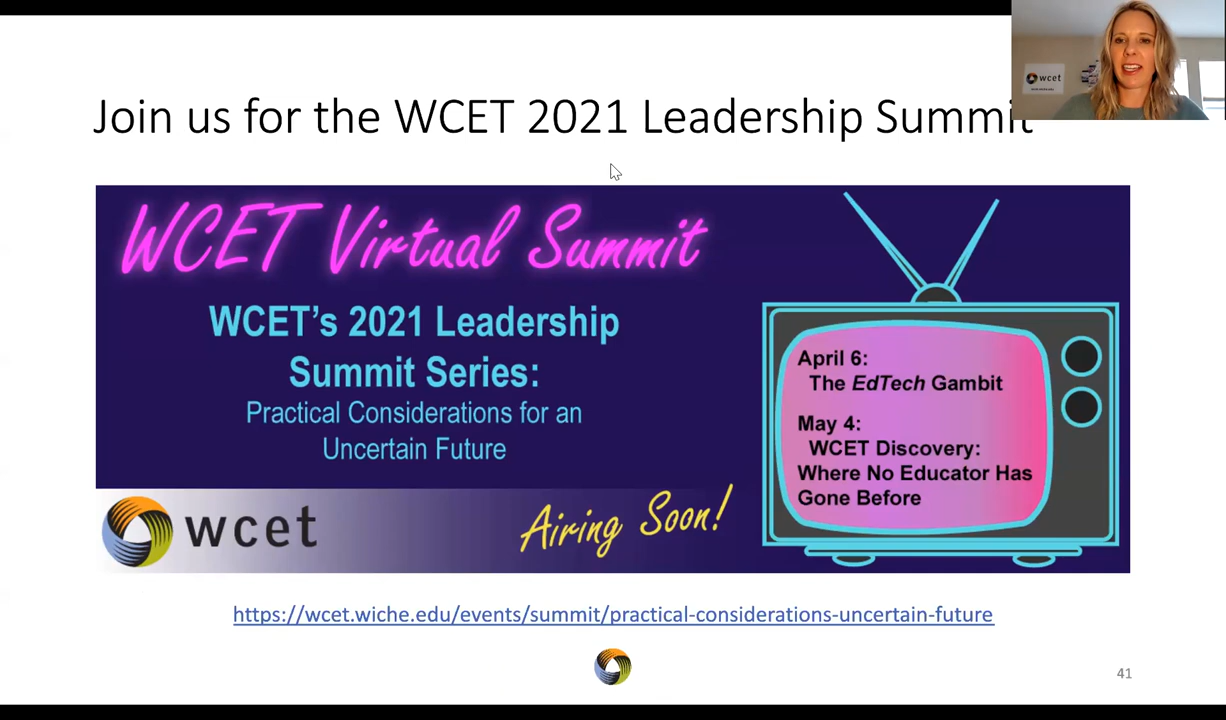 Join us for the WCET 2021 Leadership Summit
wcet
WCET Virtual Summit
WCET's 2021 Leadership
Summit Series:
Practical Considerations for an
Uncertain Future
wcet
Airing Soon!
April 6:
The EdTech Gambit
May 4:
WCET Discovery:
Where No Educator Has
Gone Before
https://wcet.wiche.edu/events/summit/practical-considerations-uncertain-future
41